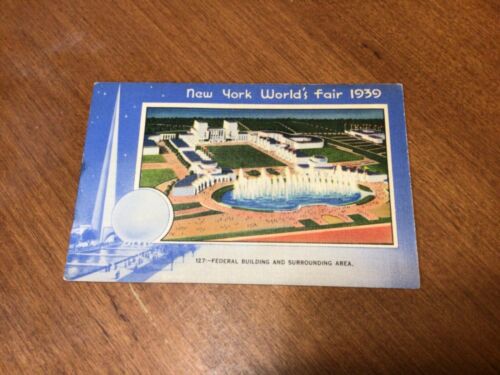 New York World's Fair 1939
127—FEDERAL BUILDING AND SURROUNDING AREA.